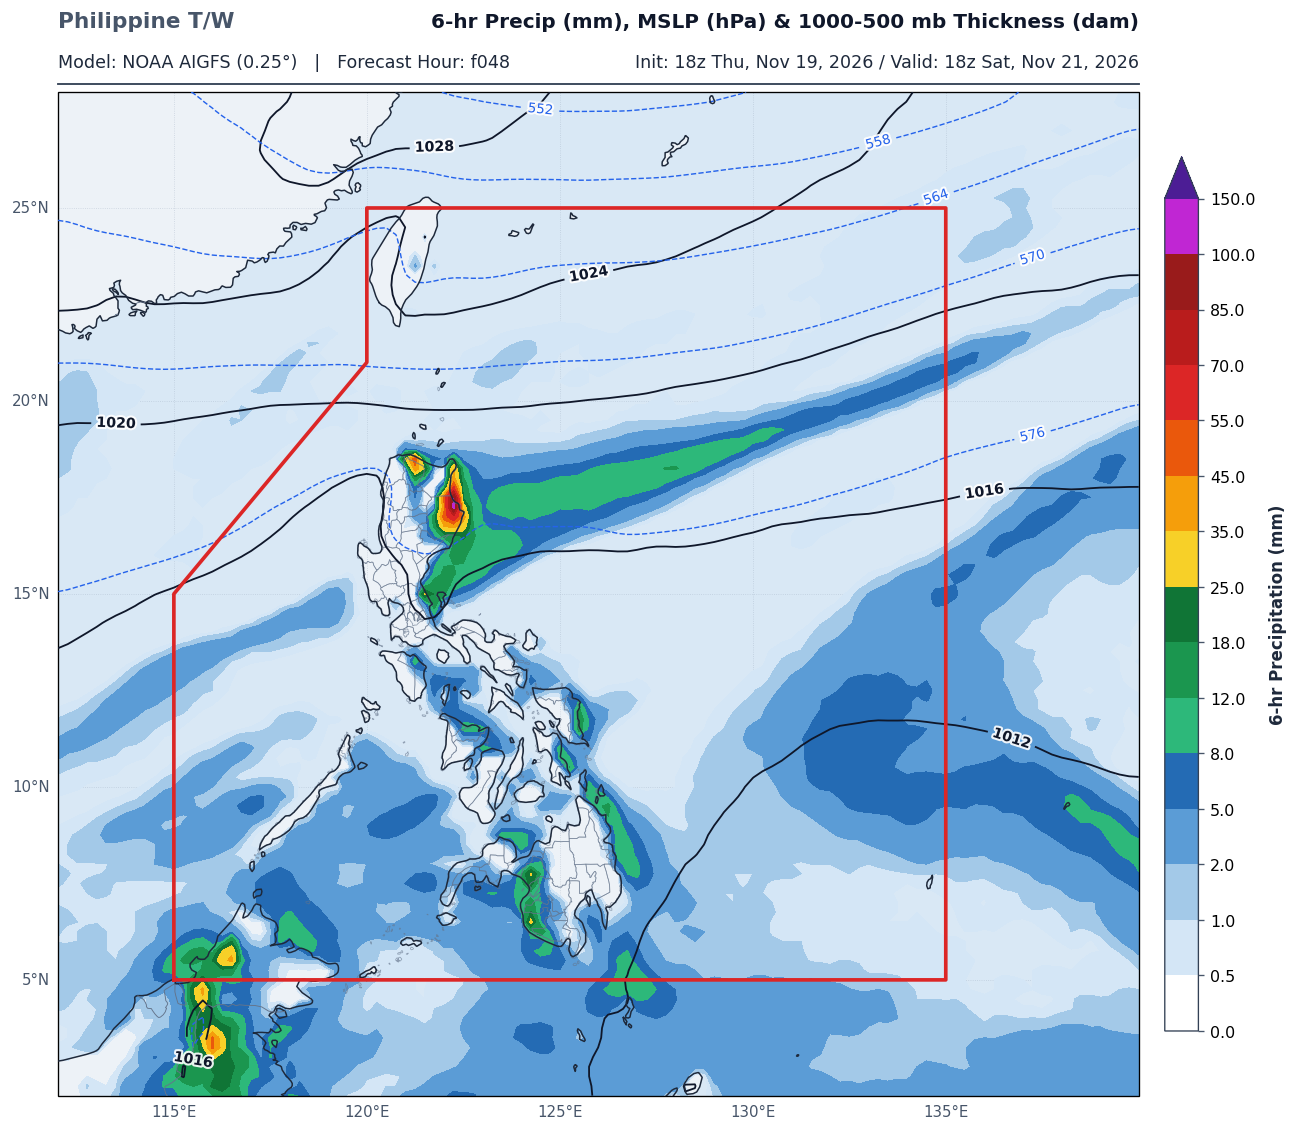 Philippine T/W
6-hr Precip (mm), MSLP (hPa) & 1000-500 mb Thickness (dam)
Model: NOAA AIGFS (0.25°) | Forecast Hour: f048
Init: 18z Thu, Nov 19, 2026 / Valid: 18z Sat, Nov 21, 2026
552
558
1028
564
570
1024
1020
576
1016
1012
1016
25°N
20°N
15°N
10°N
5°N
115°E
120°E
125°E
130°E
135°E
150.0
100.0
85.0
70.0
55.0
45.0
35.0
25.0
18.0
12.0
8.0
5.0
2.0
1.0
0.5
0.0
6-hr Precipitation (mm)